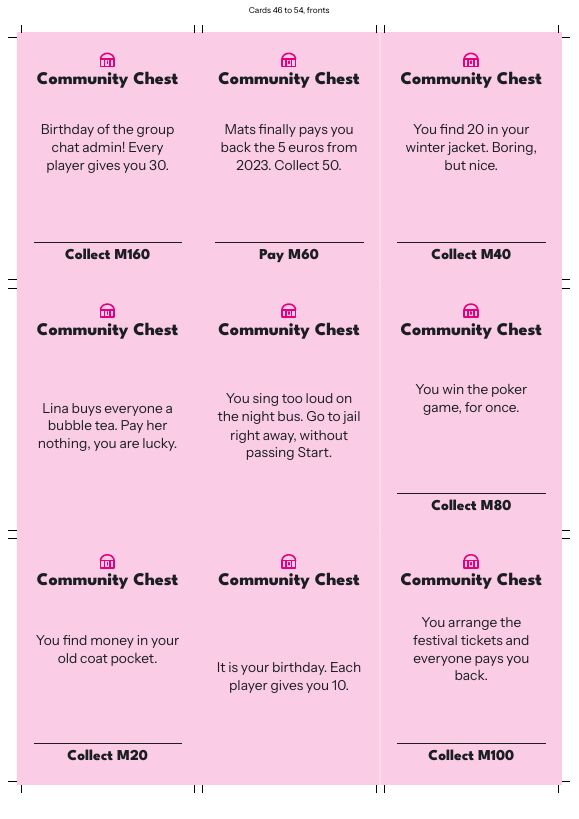 Cards 46 to 54, fronts
Community Chest
Birthday of the group
chat admin! Every
player gives you 30.
Collect M160
Community Chest
Mats finally pays you
back the 5 euros from
2023. Collect 50.
Pay M60
Community Chest
You find 20 in your
winter jacket. Boring,
but nice.
Collect M40
Community Chest
Lina buys everyone a
bubble tea. Pay her
nothing, you are lucky.
Community Chest
You sing too loud on
the night bus. Go to jail
right away, without
passing Start.
Community Chest
You win the poker
game, for once.
Collect M80
Community Chest
You find money in your
old coat pocket.
Collect M20
Community Chest
It is your birthday. Each
player gives you 10.
Community Chest
You arrange the
festival tickets and
everyone pays you
back.
Collect M100